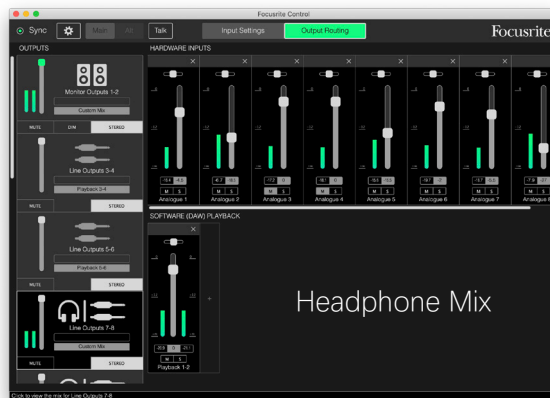 Focusrite Control
Sync Main All Talk Input Settings Output Routing Focusrite
OUTPUTS
Monitor Outputs 1-2
Custom Mix
MUTE DIM STEREO
Line Outputs 3-4
Playback 3-4
MUTE STEREO
Line Outputs 5-6
Playback 5-6
MUTE STEREO
Line Outputs 7-8
Custom Mix
MUTE STEREO
HARDWARE INPUTS
M S M S M S M S M S M S M S M S
Analogue 1 Analogue 2 Analogue 3 Analogue 4 Analogue 5 Analogue 6 Analogue 7 Analogue 8
SOFTWARE (DAW) PLAYBACK
M S
Playback 1-2
Headphone Mix
Click to view the mix for Line Outputs 7-8